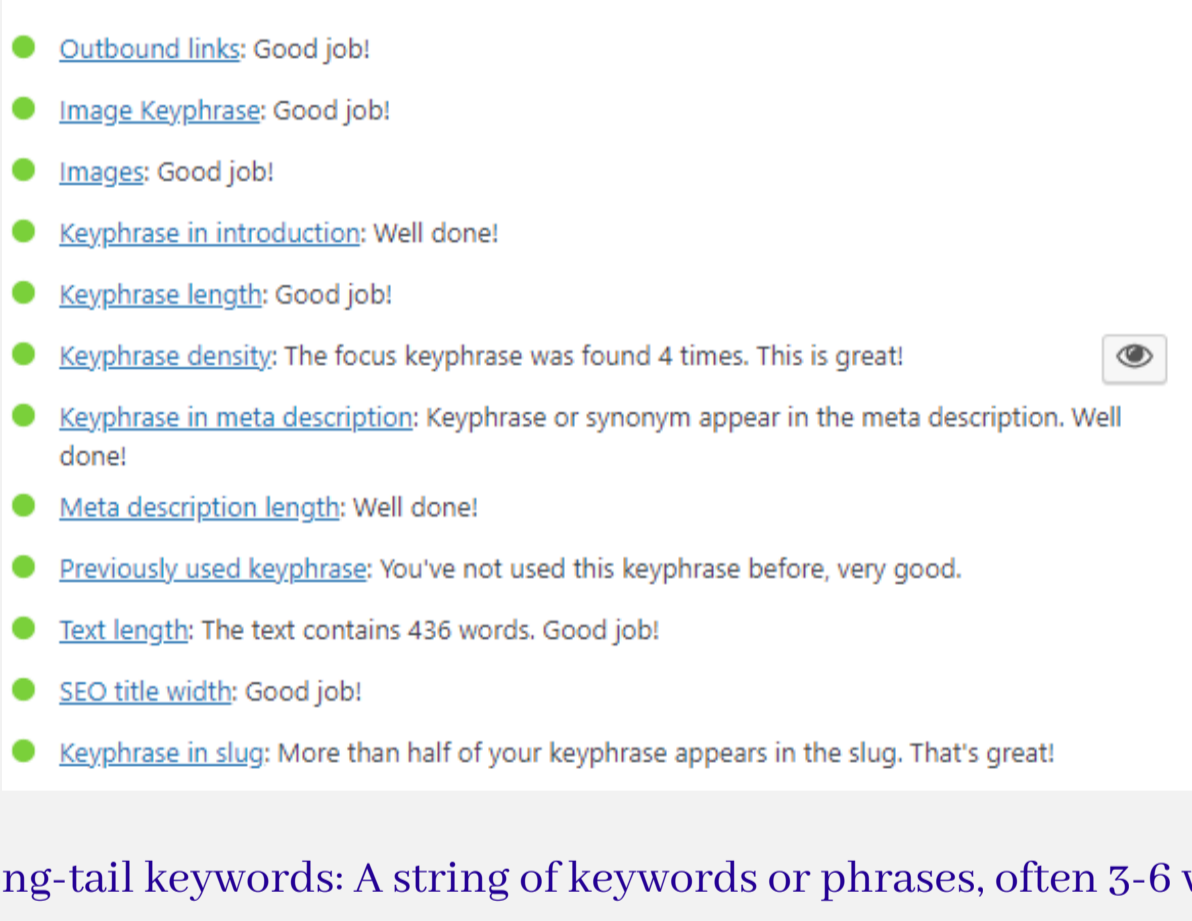 Outbound links: Good job!
Image Keyphrase: Good job!
Images: Good job!
Keyphrase in introduction: Well done!
Keyphrase length: Good job!
Keyphrase density: The focus keyphrase was found 4 times. This is great!
Keyphrase in meta description: Keyphrase or synonym appear in the meta description. Well
done!
Meta description length: Well done!
Previously used keyphrase: You've not used this keyphrase before, very good.
Text length: The text contains 436 words. Good job!
SEO title width: Good job!
Keyphrase in slug: More than half of your keyphrase appears in the slug. That's great!
ng-tail keywords: A string of keywords or phrases, often 3-6